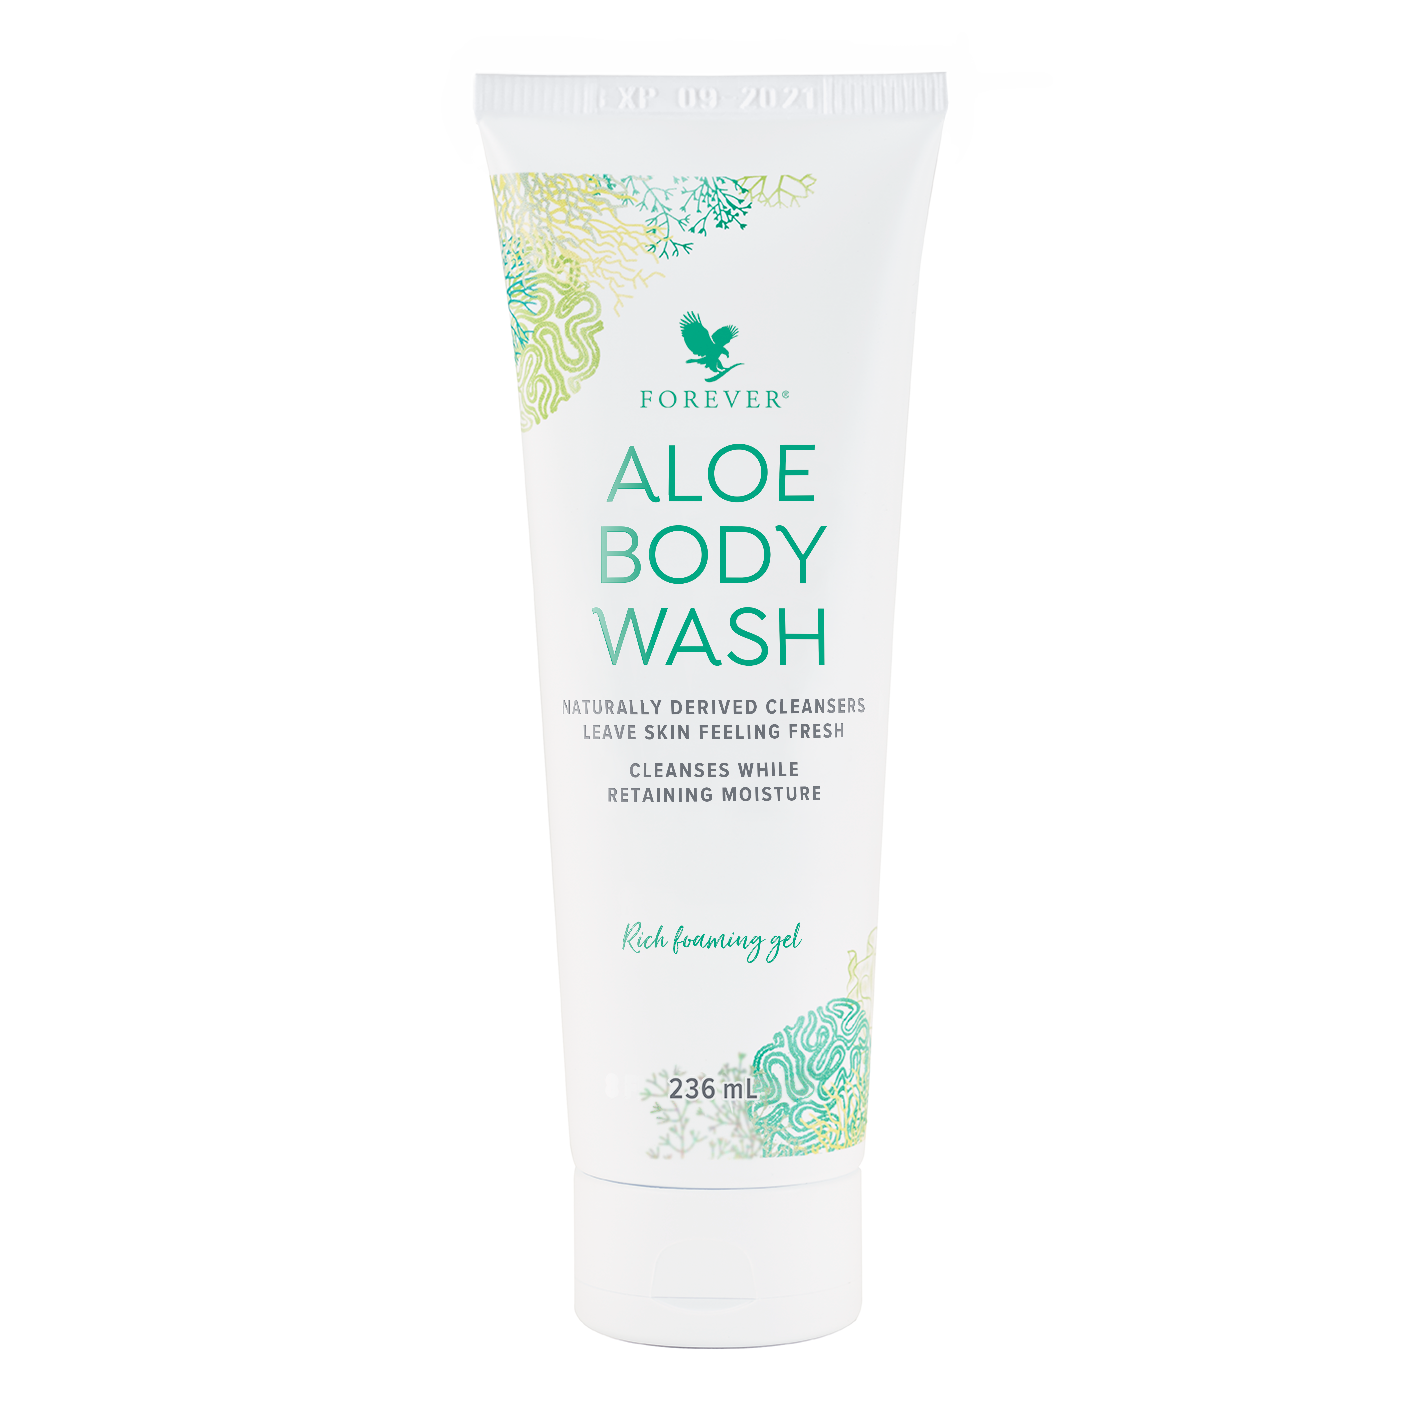 EXP 09-2021
FOREVER®
ALOE
BODY
WASH
NATURALLY DERIVED CLEANSERS
LEAVE SKIN FEELING FRESH
CLEANSES WHILE
RETAINING MOISTURE
Rich foaming gel
236 mL